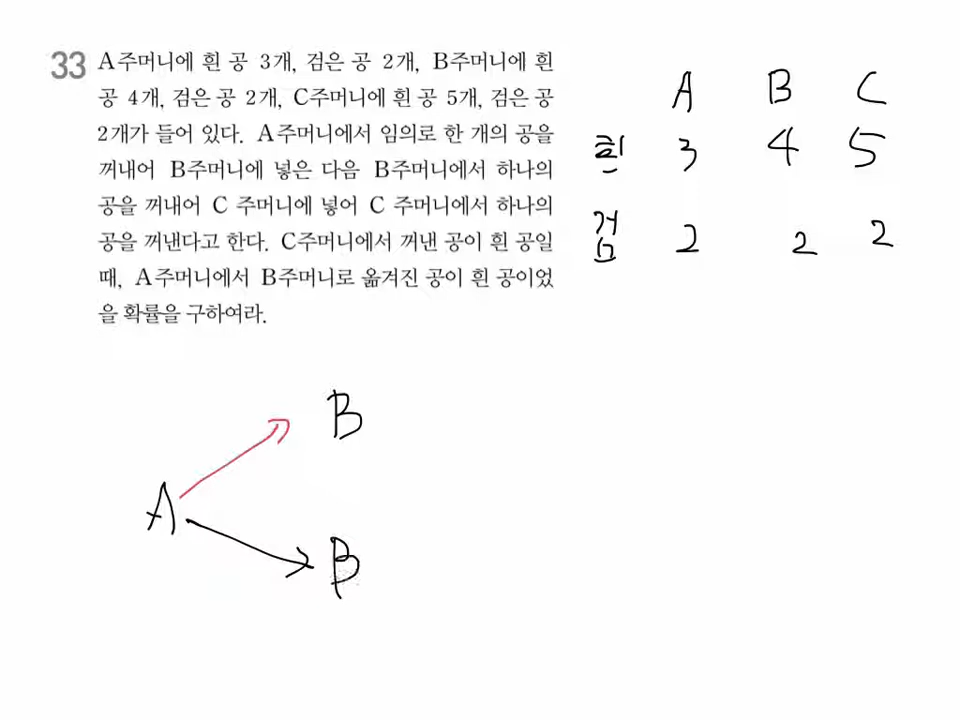 33 A주머니에 흰 공 3개, 검은 공 2개, B주머니에 흰
공 4개, 검은 공 2개, C주머니에 흰 공 5개, 검은 공
2개가 들어 있다. A주머니에서 임의로 한 개의 공을
꺼내어 B주머니에 넣은 다음 B주머니에서 하나의
공을 꺼내어 C 주머니에 넣어 C 주머니에서 하나의
공을 꺼낸다고 한다. C주머니에서 꺼낸 공이 흰 공일
때, A주머니에서 B주머니로 옮겨진 공이 흰 공이었
을 확률을 구하여라.
A B C
흰 3 4 5
검 2 2 2
B
A
B